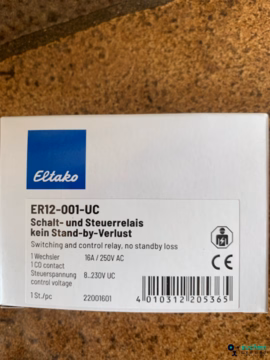 Eltako
ER12-001-UC
Schalt- und Steuerrelais
kein Stand-by-Verlust
Switching and control relay, no standby loss
1 Wechsler 16A / 250V AC
1 CO contact
Steuerspannung 8..230V UC
control voltage
1 St./pc 22001601
4 010312 205365
CE